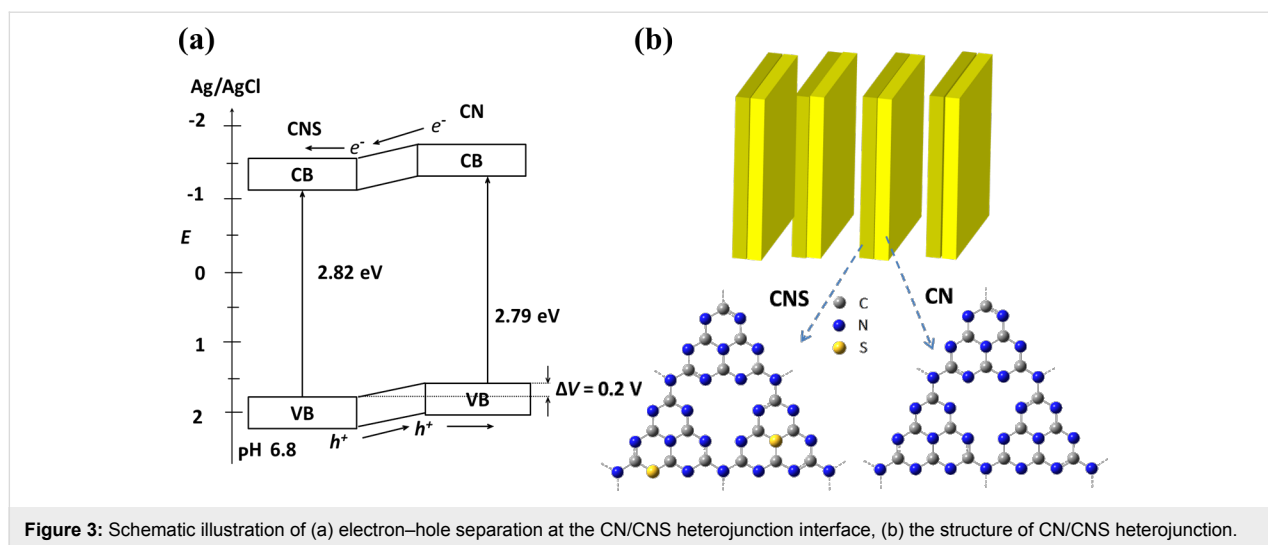 (a)
Ag/AgCl
-2
-1
E
0
1
2
pH 6.8
CNS
e-
e-
CN
CB
CB
2.82 eV
2.79 eV
VB
VB
ΔV = 0.2 V
h+
h+
(b)
CNS
CN
C
N
S
Figure 3: Schematic illustration of (a) electron–hole separation at the CN/CNS heterojunction interface, (b) the structure of CN/CNS heterojunction.